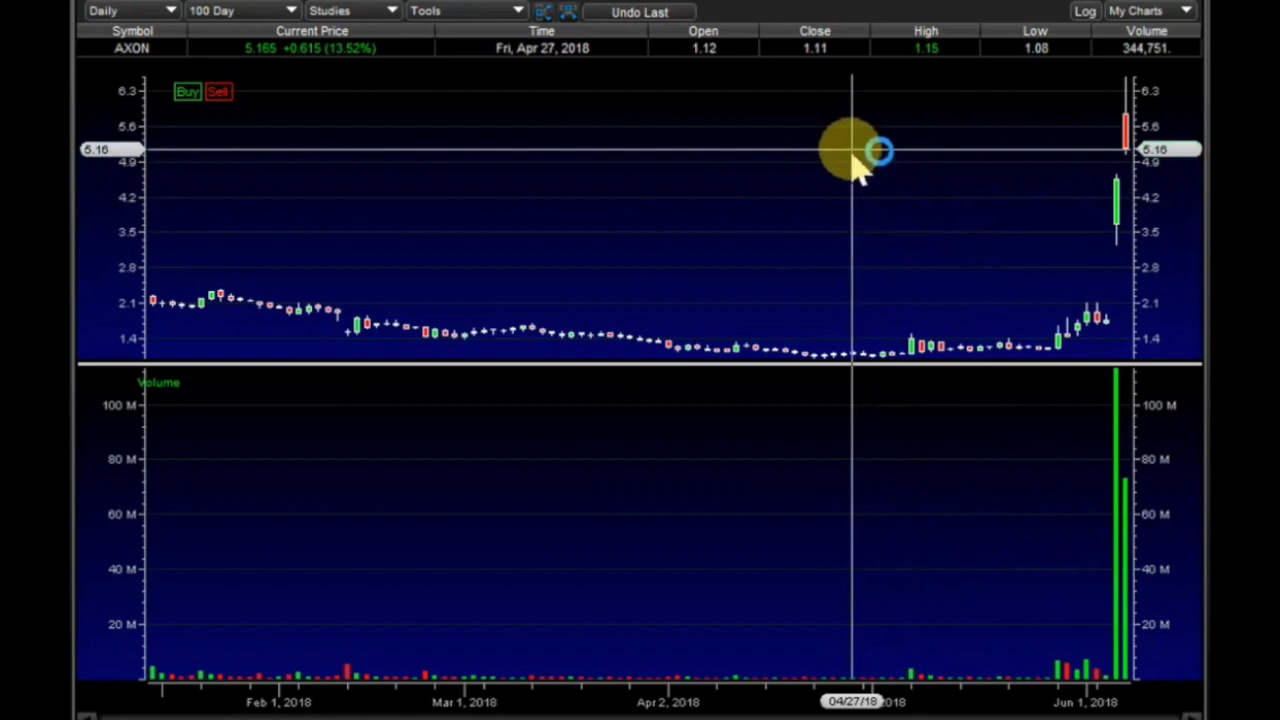 Daily 100 Day Studies Tools Undo Last Log My Charts
Symbol Current Price Time Open Close High Low Volume
AXON 5.165 +0.615 (13.52%) Fri, Apr 27, 2018 1.12 1.11 1.15 1.08 344,751.
6.3 Buy Sell 6.3
5.6 5.6
5.16 5.16
4.9 4.9
4.2 4.2
3.5 3.5
2.8 2.8
2.1 2.1
1.4 1.4
Volume
100 M 100 M
80 M 80 M
60 M 60 M
40 M 40 M
20 M 20 M
Feb 1, 2018 Mar 1, 2018 Apr 2, 2018 04/27/18 2018 Jun 1, 2018